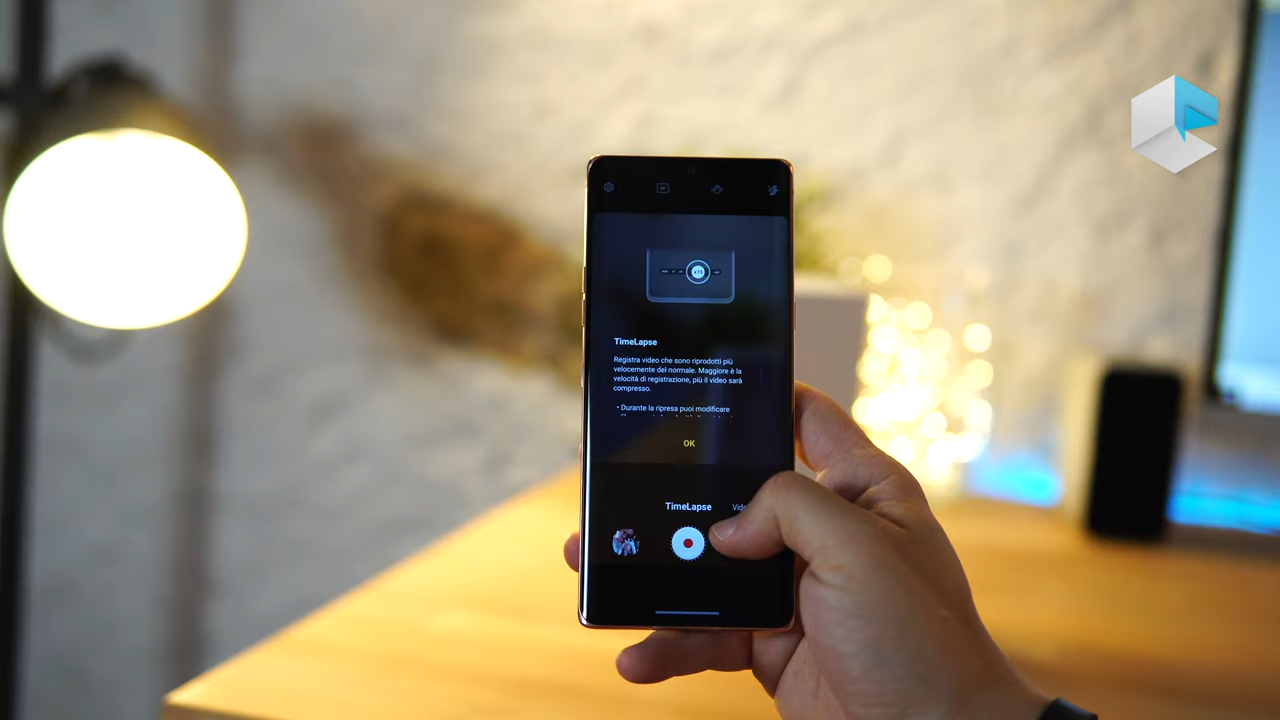 TimeLapse
Registra video che sono riprodotti più
velocemente del normale. Maggiore è la
velocità di registrazione, più il video sarà
compresso.
• Durante la ripresa puoi modificare
OK
TimeLapse